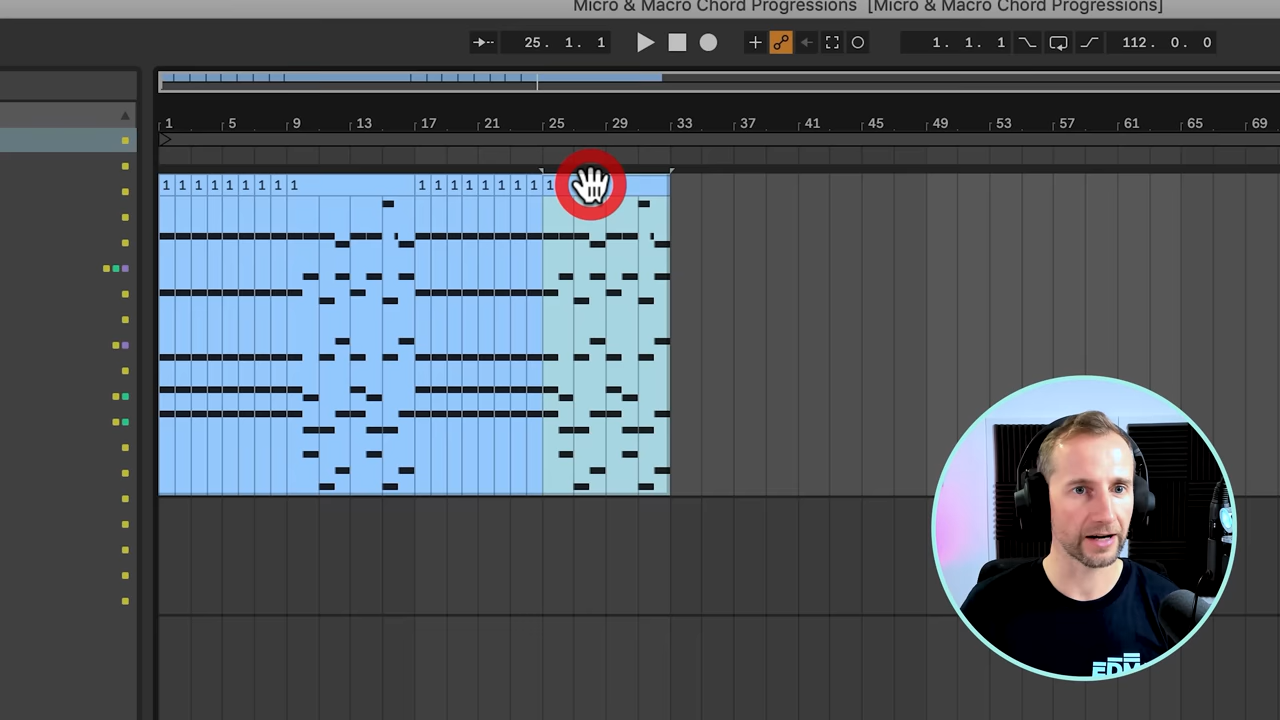 Micro & Macro Chord Progressions [Micro & Macro Chord Progressions]
25. 1. 1
1. 1. 1
112. 0. 0
1 5 9 13 17 21 25 29 33 37 41 45 49 53 57 61 65 69
1 1 1 1 1 1 1 1 1 1 1 1 1 1 1 1 1 1
EDM